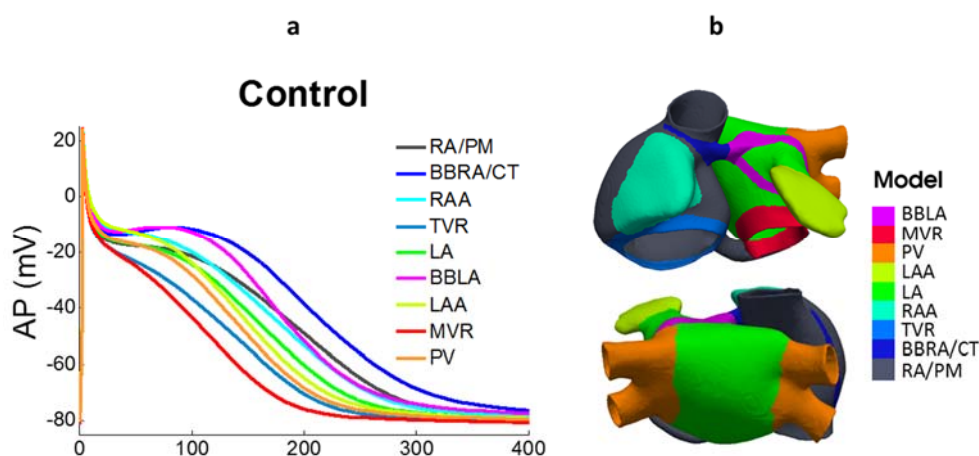 a
b
Control
20
0
-20
-40
-60
-80
AP (mV)
0
100
200
300
400
RA/PM
BBRA/CT
RAA
TVR
LA
BBLA
LAA
MVR
PV
Model
BBLA
MVR
PV
LAA
LA
RAA
TVR
BBRA/CT
RA/PM